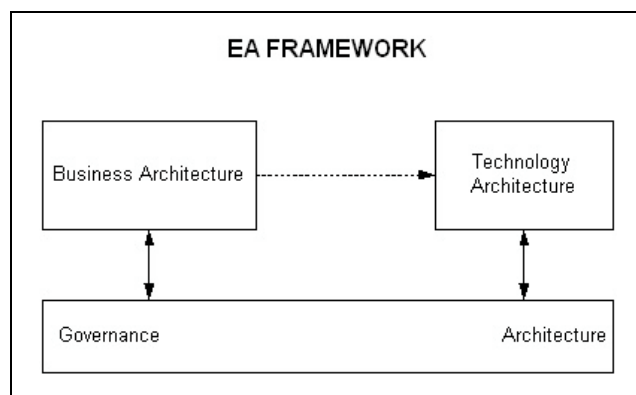 EA FRAMEWORK
Business Architecture
Technology
Architecture
Governance Architecture